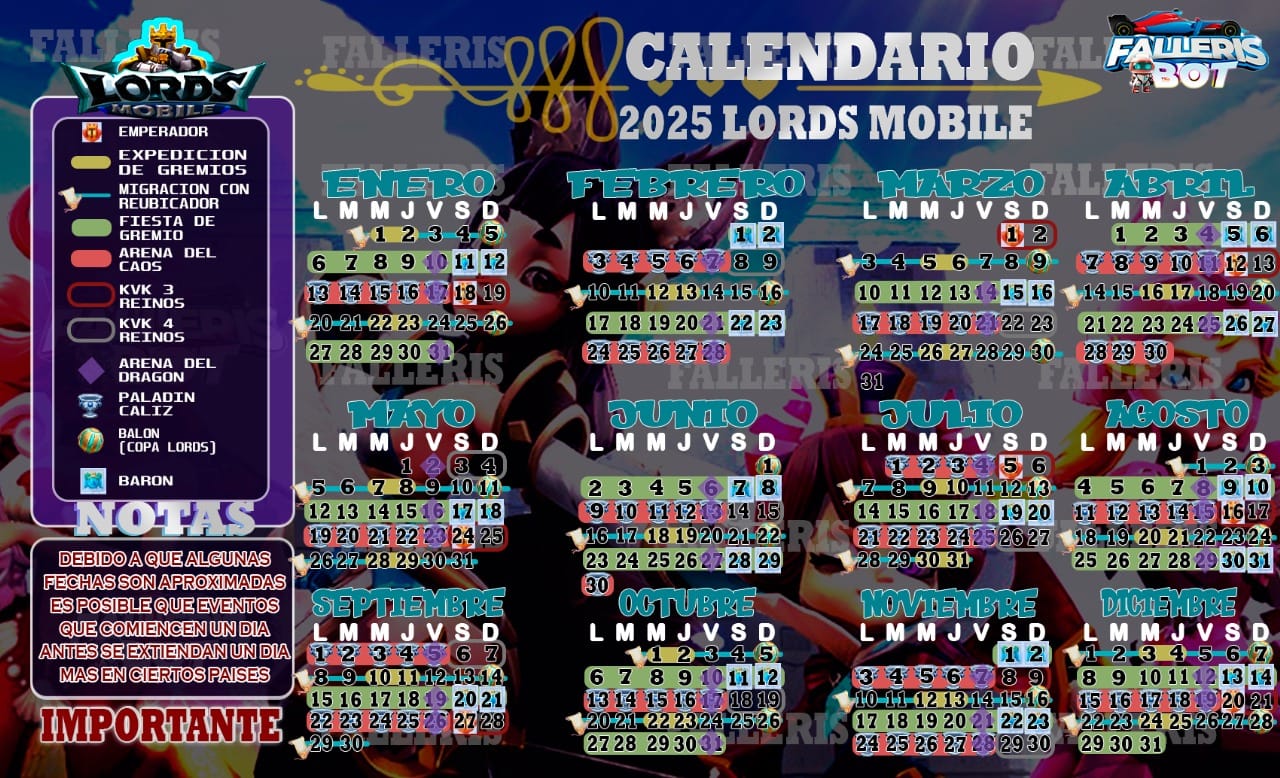 FALLERIS
FALLERIS
FALLERIS
LORDS
MOBILE
CALENDARIO
2025 LORDS MOBILE
FALLERIS
BOT
EMPERADOR
EXPEDICION
DE GREMIOS
MIGRACION CON
REUBICADOR
FIESTA DE
GREMIO
ARENA DEL
CAOS
KVK 3
REINOS
KVK 4
REINOS
ARENA DEL
DRAGON
PALADIN
CALIZ
BALON
(COPA LORDS)
BARON
NOTAS
DEBIDO A QUE ALGUNAS
FECHAS SON APROXIMADAS
ES POSIBLE QUE EVENTOS
QUE COMIENCEN UN DIA
ANTES SE EXTIENDAN UN DIA
MAS EN CIERTOS PAISES
IMPORTANTE
ENERO
L M M J V S D
1 2 3 4 5
6 7 8 9 10 11 12
13 14 15 16 17 18 19
20 21 22 23 24 25 26
27 28 29 30 31
FEBRERO
L M M J V S D
1 2
3 4 5 6 7 8 9
10 11 12 13 14 15 16
17 18 19 20 21 22 23
24 25 26 27 28
MARZO
L M M J V S D
1 2
3 4 5 6 7 8 9
10 11 12 13 14 15 16
17 18 19 20 21 22 23
24 25 26 27 28 29 30
31
ABRIL
L M M J V S D
1 2 3 4 5 6
7 8 9 10 11 12 13
14 15 16 17 18 19 20
21 22 23 24 25 26 27
28 29 30
MAYO
L M M J V S D
1 2 3 4
5 6 7 8 9 10 11
12 13 14 15 16 17 18
19 20 21 22 23 24 25
26 27 28 29 30 31
JUNIO
L M M J V S D
1
2 3 4 5 6 7 8
9 10 11 12 13 14 15
16 17 18 19 20 21 22
23 24 25 26 27 28 29
30
JULIO
L M M J V S D
1 2 3 4 5 6
7 8 9 10 11 12 13
14 15 16 17 18 19 20
21 22 23 24 25 26 27
28 29 30 31
AGOSTO
L M M J V S D
1 2 3
4 5 6 7 8 9 10
11 12 13 14 15 16 17
18 19 20 21 22 23 24
25 26 27 28 29 30 31
SEPTIEMBRE
L M M J V S D
1 2 3 4 5 6 7
8 9 10 11 12 13 14
15 16 17 18 19 20 21
22 23 24 25 26 27 28
29 30
OCTUBRE
L M M J V S D
1 2 3 4 5
6 7 8 9 10 11 12
13 14 15 16 17 18 19
20 21 22 23 24 25 26
27 28 29 30 31
NOVIEMBRE
L M M J V S D
1 2
3 4 5 6 7 8 9
10 11 12 13 14 15 16
17 18 19 20 21 22 23
24 25 26 27 28 29 30
DICIEMBRE
L M M J V S D
1 2 3 4 5 6 7
8 9 10 11 12 13 14
15 16 17 18 19 20 21
22 23 24 25 26 27 28
29 30 31